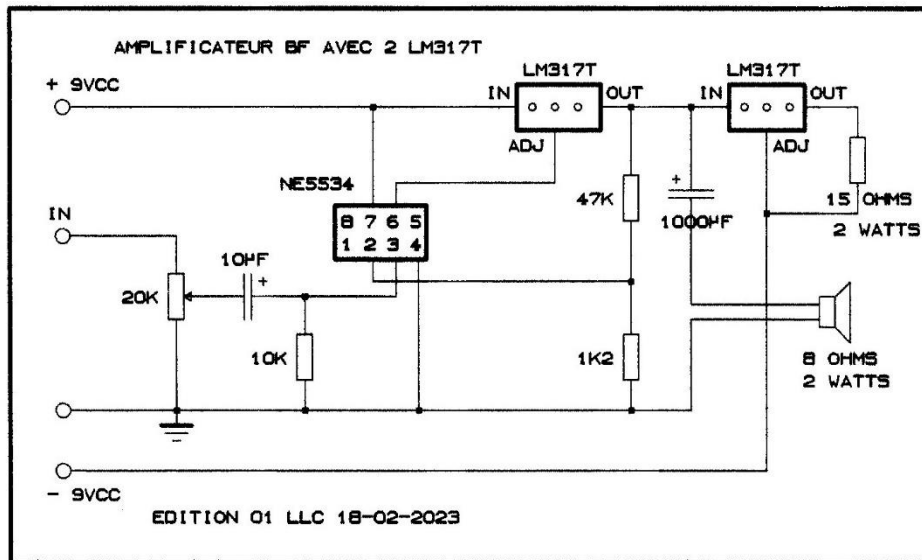 AMPLIFICATEUR BF AVEC 2 LM317T
+ 9VCC
LM317T
IN
OUT
ADJ
LM317T
IN
OUT
ADJ
NE5534
8 7 6 5
1 2 3 4
47K
1000µF
+
15 OHMS
2 WATTS
IN
20K
10µF
+
10K
1K2
8 OHMS
2 WATTS
- 9VCC
EDITION 01 LLC 18-02-2023